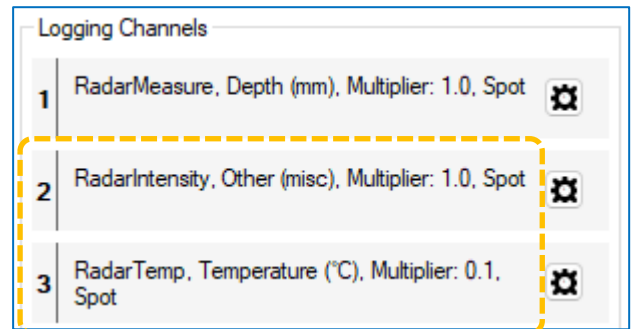 Logging Channels
1
RadarMeasure, Depth (mm), Multiplier: 1.0, Spot
2
RadarIntensity, Other (misc), Multiplier: 1.0, Spot
3
RadarTemp, Temperature (°C), Multiplier: 0.1,
Spot